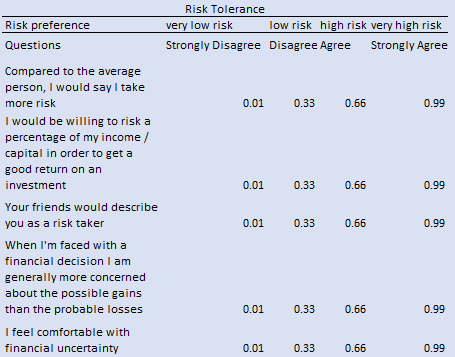 Risk Tolerance
Risk preference very low risk low risk high risk very high risk
Questions Strongly Disagree Disagree Agree Strongly Agree
Compared to the average
person, I would say I take
more risk 0.01 0.33 0.66 0.99
I would be willing to risk a
percentage of my income /
capital in order to get a
good return on an
investment 0.01 0.33 0.66 0.99
Your friends would describe
you as a risk taker 0.01 0.33 0.66 0.99
When I'm faced with a
financial decision I am
generally more concerned
about the possible gains
than the probable losses 0.01 0.33 0.66 0.99
I feel comfortable with
financial uncertainty 0.01 0.33 0.66 0.99